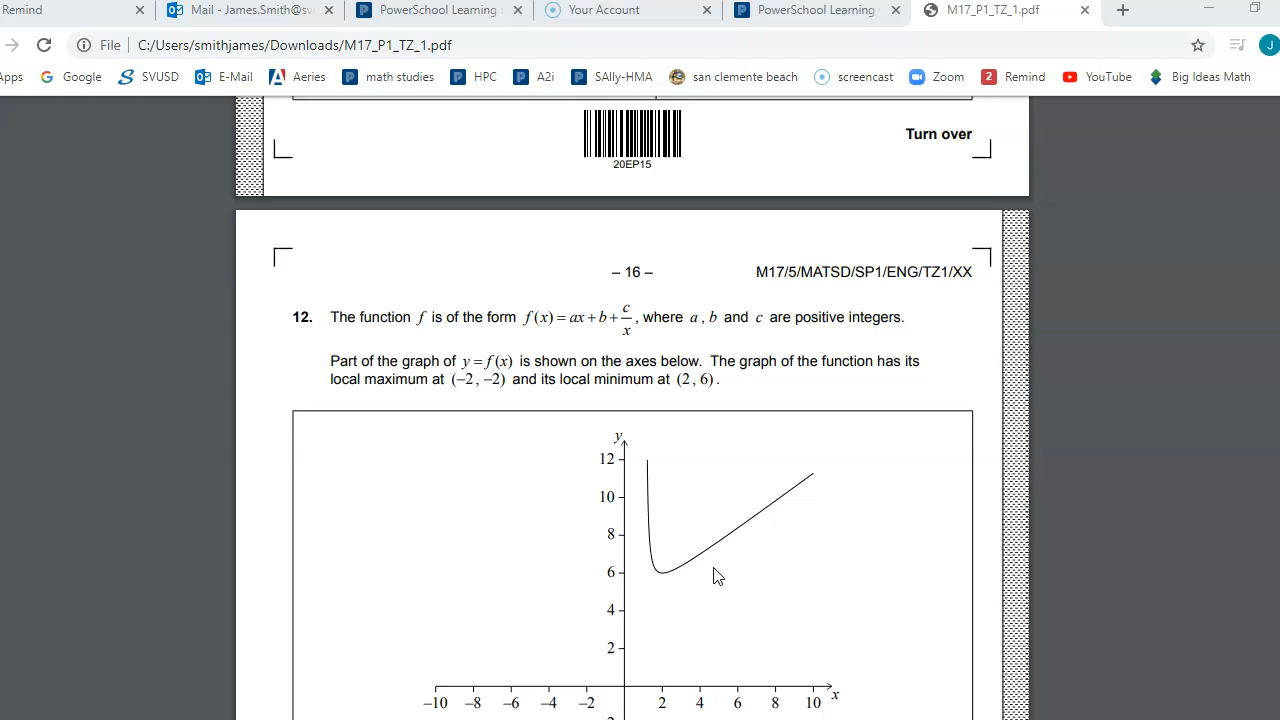 Remind
Mail - James.Smith@sv
PowerSchool Learning
Your Account
PowerSchool Learning
M17_P1_TZ_1.pdf
File C:/Users/smithjames/Downloads/M17_P1_TZ_1.pdf
J
Apps Google SVUSD E-Mail Aeries math studies HPC A2i SAlly-HMA san clemente beach screencast Zoom 2 Remind YouTube Big Ideas Math
20EP15
Turn over
– 16 –
M17/5/MATSD/SP1/ENG/TZ1/XX
12. The function f is of the form f(x) = ax + b + c/x, where a, b and c are positive integers.
Part of the graph of y = f(x) is shown on the axes below. The graph of the function has its
local maximum at (–2, –2) and its local minimum at (2, 6).
y
12
10
8
6
4
2
–10 –8 –6 –4 –2 2 4 6 8 10 x